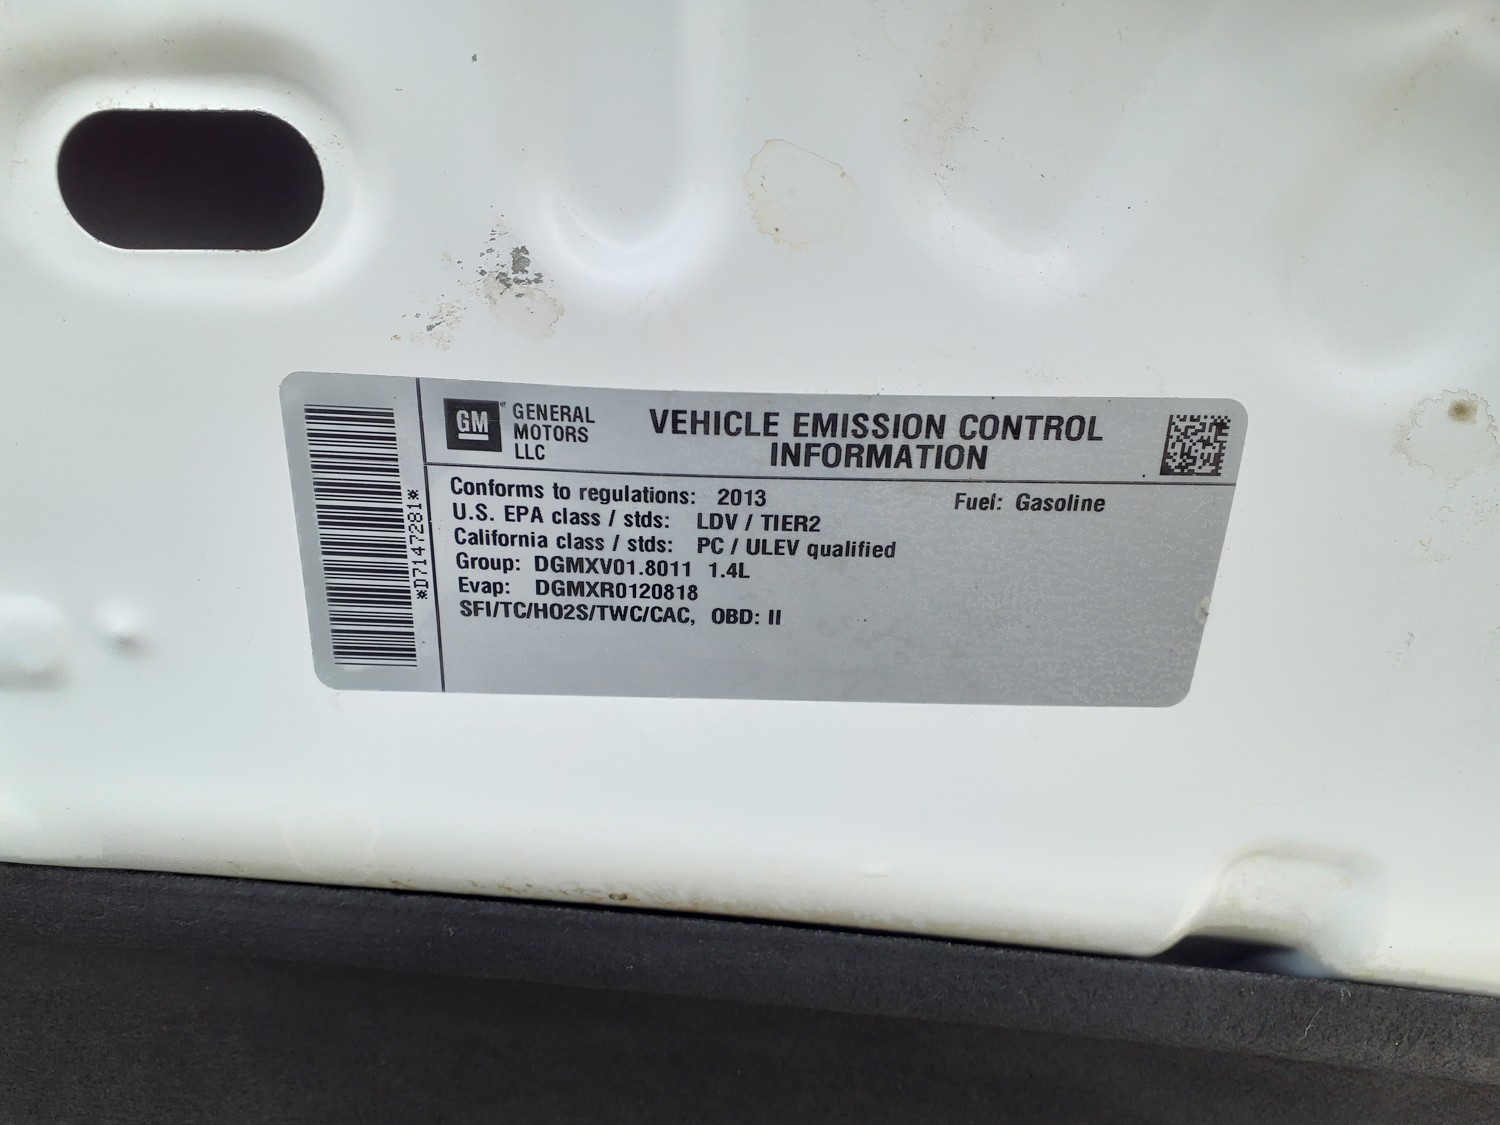 GM GENERAL
MOTORS
LLC
VEHICLE EMISSION CONTROL
INFORMATION
*D7147281*
Conforms to regulations: 2013
Fuel: Gasoline
U.S. EPA class / stds: LDV / TIER2
California class / stds: PC / ULEV qualified
Group: DGMXV01.8011 1.4L
Evap: DGMXR0120818
SFI/TC/HO2S/TWC/CAC, OBD: II